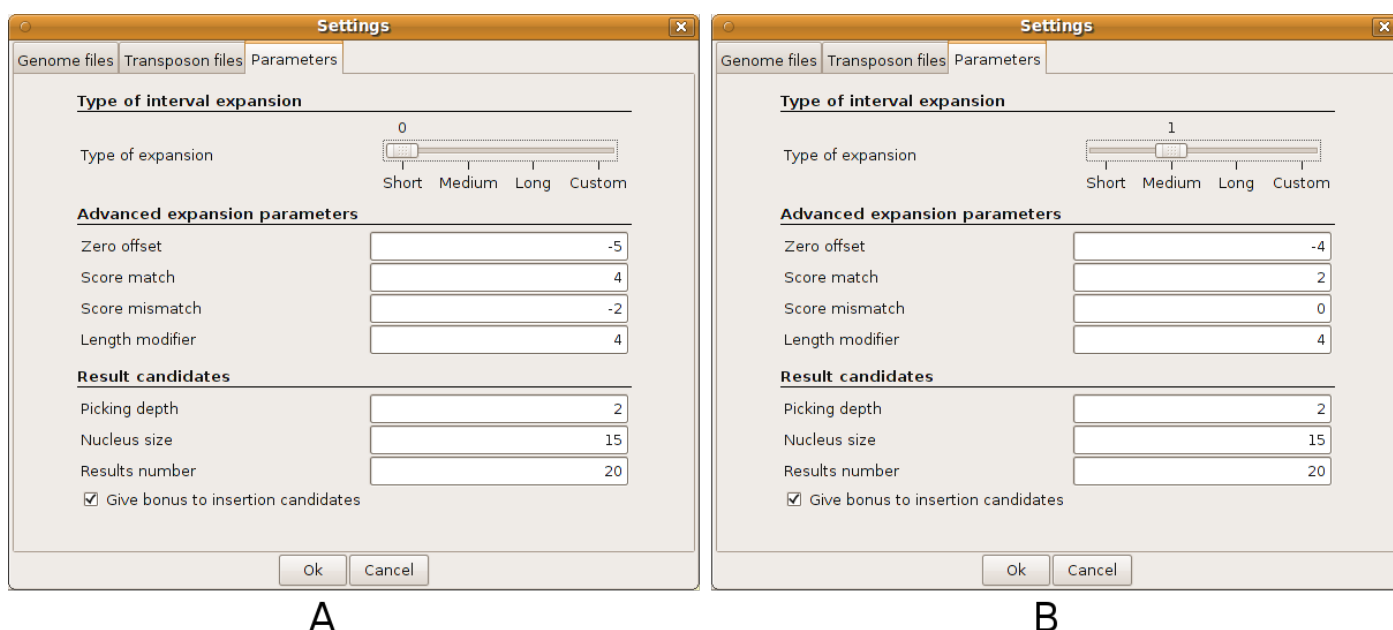 Settings
Genome files Transposon files Parameters
Type of interval expansion
0
Type of expansion
Short Medium Long Custom
Advanced expansion parameters
Zero offset -5
Score match 4
Score mismatch -2
Length modifier 4
Result candidates
Picking depth 2
Nucleus size 15
Results number 20
Give bonus to insertion candidates
Ok Cancel
A
Settings
Genome files Transposon files Parameters
Type of interval expansion
1
Type of expansion
Short Medium Long Custom
Advanced expansion parameters
Zero offset -4
Score match 2
Score mismatch 0
Length modifier 4
Result candidates
Picking depth 2
Nucleus size 15
Results number 20
Give bonus to insertion candidates
Ok Cancel
B